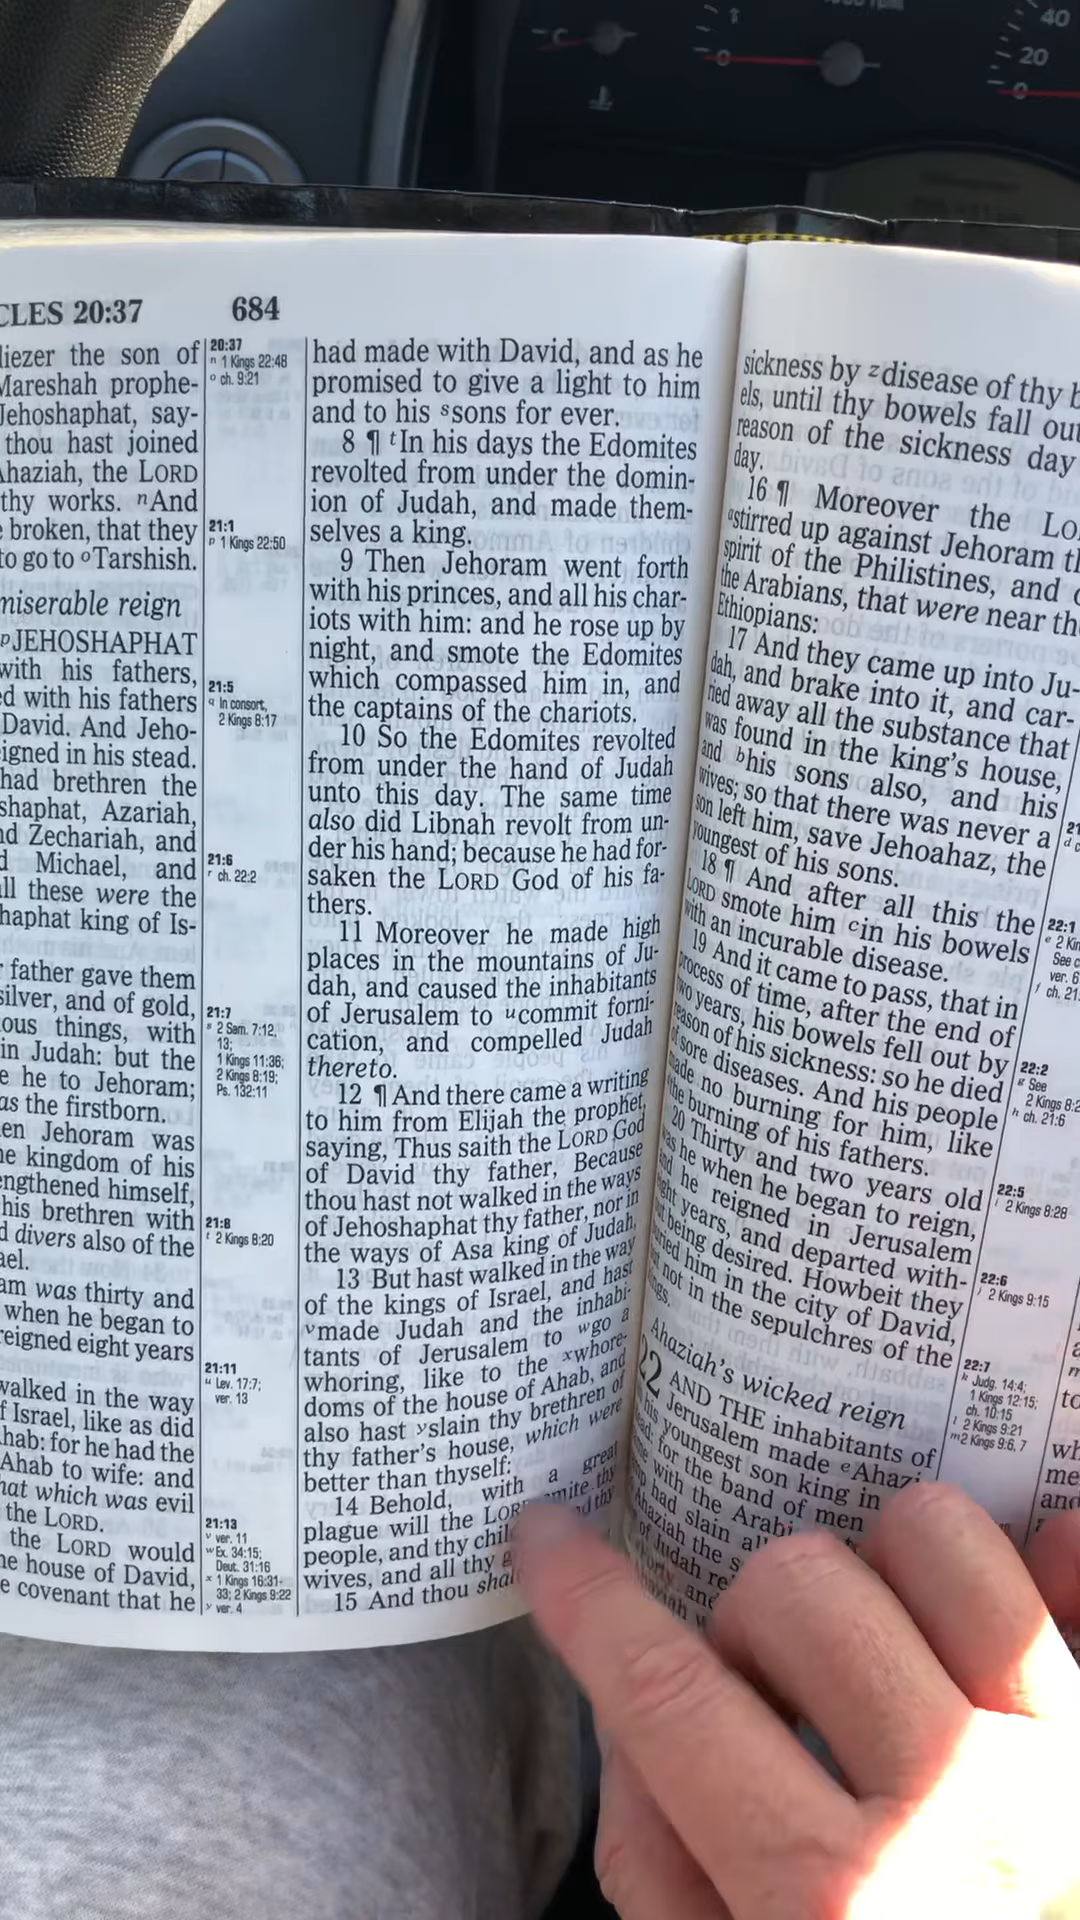 40
20
0
0
C
CLES 20:37
684
liezer the son of
Mareshah prophe-
Jehoshaphat, say-
thou hast joined
Ahaziah, the LORD
thy works. ⁿAnd
broken, that they
to go to ᵒTarshish.
miserable reign
ᵖJEHOSHAPHAT
with his fathers,
ed with his fathers
David. And Jeho-
eigned in his stead.
had brethren the
shaphat, Azariah,
nd Zechariah, and
d Michael, and
all these were the
haphat king of Is-
father gave them
silver, and of gold,
ious things, with
in Judah: but the
e he to Jehoram;
as the firstborn.
en Jehoram was
he kingdom of his
engthened himself,
his brethren with
d divers also of the
ael.
am was thirty and
when he began to
reigned eight years
walked in the way
f Israel, like as did
hab: for he had the
Ahab to wife: and
hat which was evil
the LORD.
the LORD would
he house of David,
e covenant that he
20:37
ⁿ 1 Kings 22:48
ᵒ ch. 9:21
21:1
ᵖ 1 Kings 22:50
21:5
q In consort,
2 Kings 8:17
21:6
ʳ ch. 22:2
21:7
ˢ 2 Sam. 7:12,
13;
1 Kings 11:36;
2 Kings 8:19;
Ps. 132:11
21:8
ᵗ 2 Kings 8:20
21:11
ᵘ Lev. 17:7;
ver. 13
21:13
ᵛ ver. 11
ʷ Ex. 34:15;
Deut. 31:16
ˣ 1 Kings 16:31-
33; 2 Kings 9:22
ʸ ver. 4
had made with David, and as he
promised to give a light to him
and to his ˢsons for ever.
8 ¶ ᵗIn his days the Edomites
revolted from under the domin-
ion of Judah, and made them-
selves a king.
9 Then Jehoram went forth
with his princes, and all his char-
iots with him: and he rose up by
night, and smote the Edomites
which compassed him in, and
the captains of the chariots.
10 So the Edomites revolted
from under the hand of Judah
unto this day. The same time
also did Libnah revolt from un-
der his hand; because he had for-
saken the LORD God of his fa-
thers.
11 Moreover he made high
places in the mountains of Ju-
dah, and caused the inhabitants
of Jerusalem to ᵘcommit forni-
cation, and compelled Judah
thereto.
12 ¶ And there came a writing
to him from Elijah the prophet,
saying, Thus saith the LORD God
of David thy father, Because
thou hast not walked in the ways
of Jehoshaphat thy father, nor in
the ways of Asa king of Judah,
13 But hast walked in the way
of the kings of Israel, and hast
ᵛmade Judah and the inhabi-
tants of Jerusalem to ʷgo a
whoring, like to the ˣwhore-
doms of the house of Ahab, and
also hast ʸslain thy brethren of
thy father's house, which were
better than thyself:
14 Behold, with a great
plague will the LORD smite thy
people, and thy chil and thy
wives, and all thy g
15 And thou shal
sickness by ᶻdisease of thy b
els, until thy bowels fall out
reason of the sickness day
day.
16 ¶ Moreover the Lo
ᵃstirred up against Jehoram th
spirit of the Philistines, and o
the Arabians, that were near the
Ethiopians:
17 And they came up into Ju-
dah, and brake into it, and car-
ried away all the substance that
was found in the king's house,
and ᵇhis sons also, and his
wives; so that there was never a
son left him, save Jehoahaz, the
youngest of his sons.
18 ¶ And after all this the
LORD smote him ᶜin his bowels
with an incurable disease.
19 And it came to pass, that in
process of time, after the end of
two years, his bowels fell out by
reason of his sickness: so he died
of sore diseases. And his people
made no burning for him, like
the burning of his fathers.
20 Thirty and two years old
was he when he began to reign,
and he reigned in Jerusalem
eight years, and departed with-
out being desired. Howbeit they
buried him in the city of David,
but not in the sepulchres of the
kings.
Ahaziah's wicked reign
22 AND THE inhabitants of
Jerusalem made ᵉAhazi
his youngest son king in
for the band of men
with the Arabi
had slain all
Ahaziah the s
of Judah re
22:1
ᵉ 2 Kin
See c
ver. 6
ᶠ ch. 21:
22:2
ᵍ See
2 Kings 8:2
ʰ ch. 21:6
22:5
ⁱ 2 Kings 8:28
22:6
ʲ 2 Kings 9:15
22:7
ᵏ Judg. 14:4;
1 Kings 12:15;
ch. 10:15
ˡ 2 Kings 9:21
ᵐ2 Kings 9:6, 7
to
wh
me
and